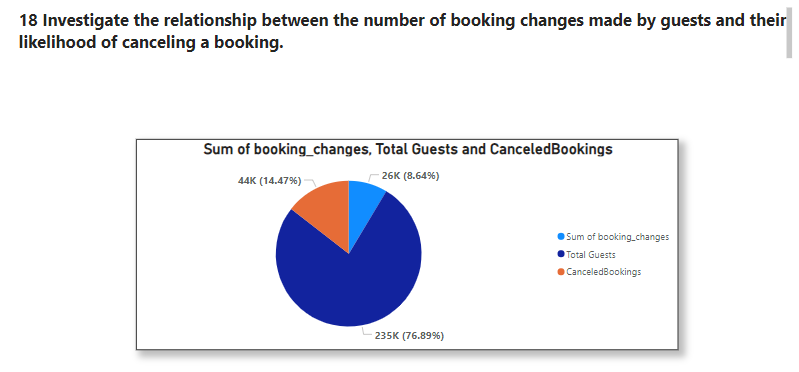 18 Investigate the relationship between the number of booking changes made by guests and their
likelihood of canceling a booking.
Sum of booking_changes, Total Guests and CanceledBookings
44K (14.47%)
26K (8.64%)
Sum of booking_changes
Total Guests
CanceledBookings
235K (76.89%)